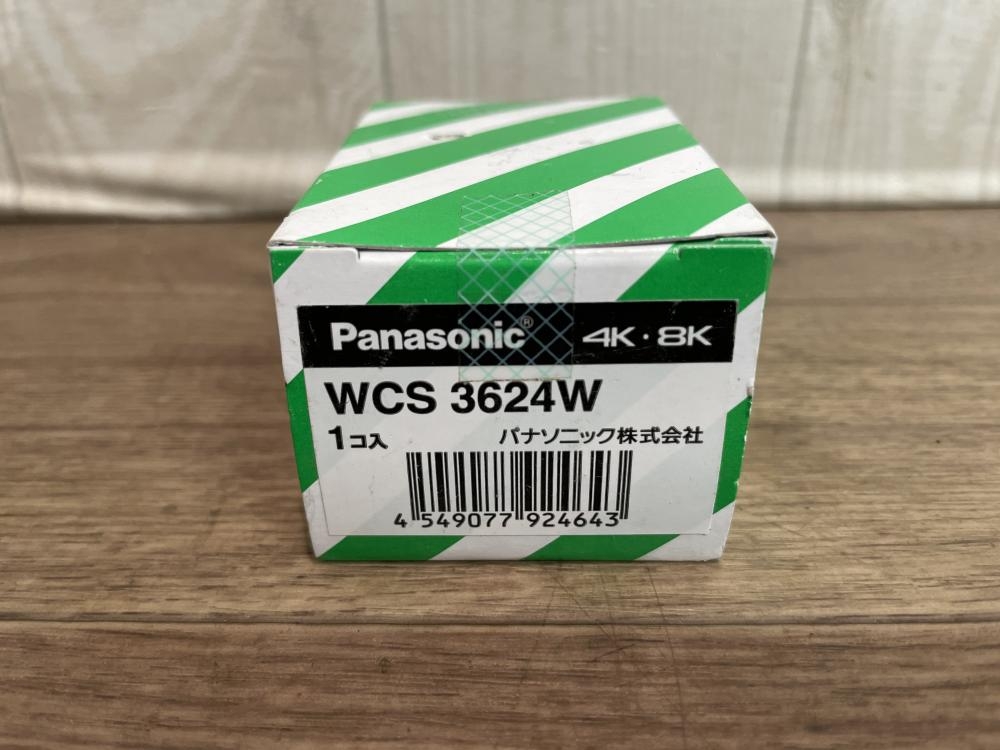 Panasonic® 4K・8K
WCS 3624W
1コ入 パナソニック株式会社
4 549077 924643